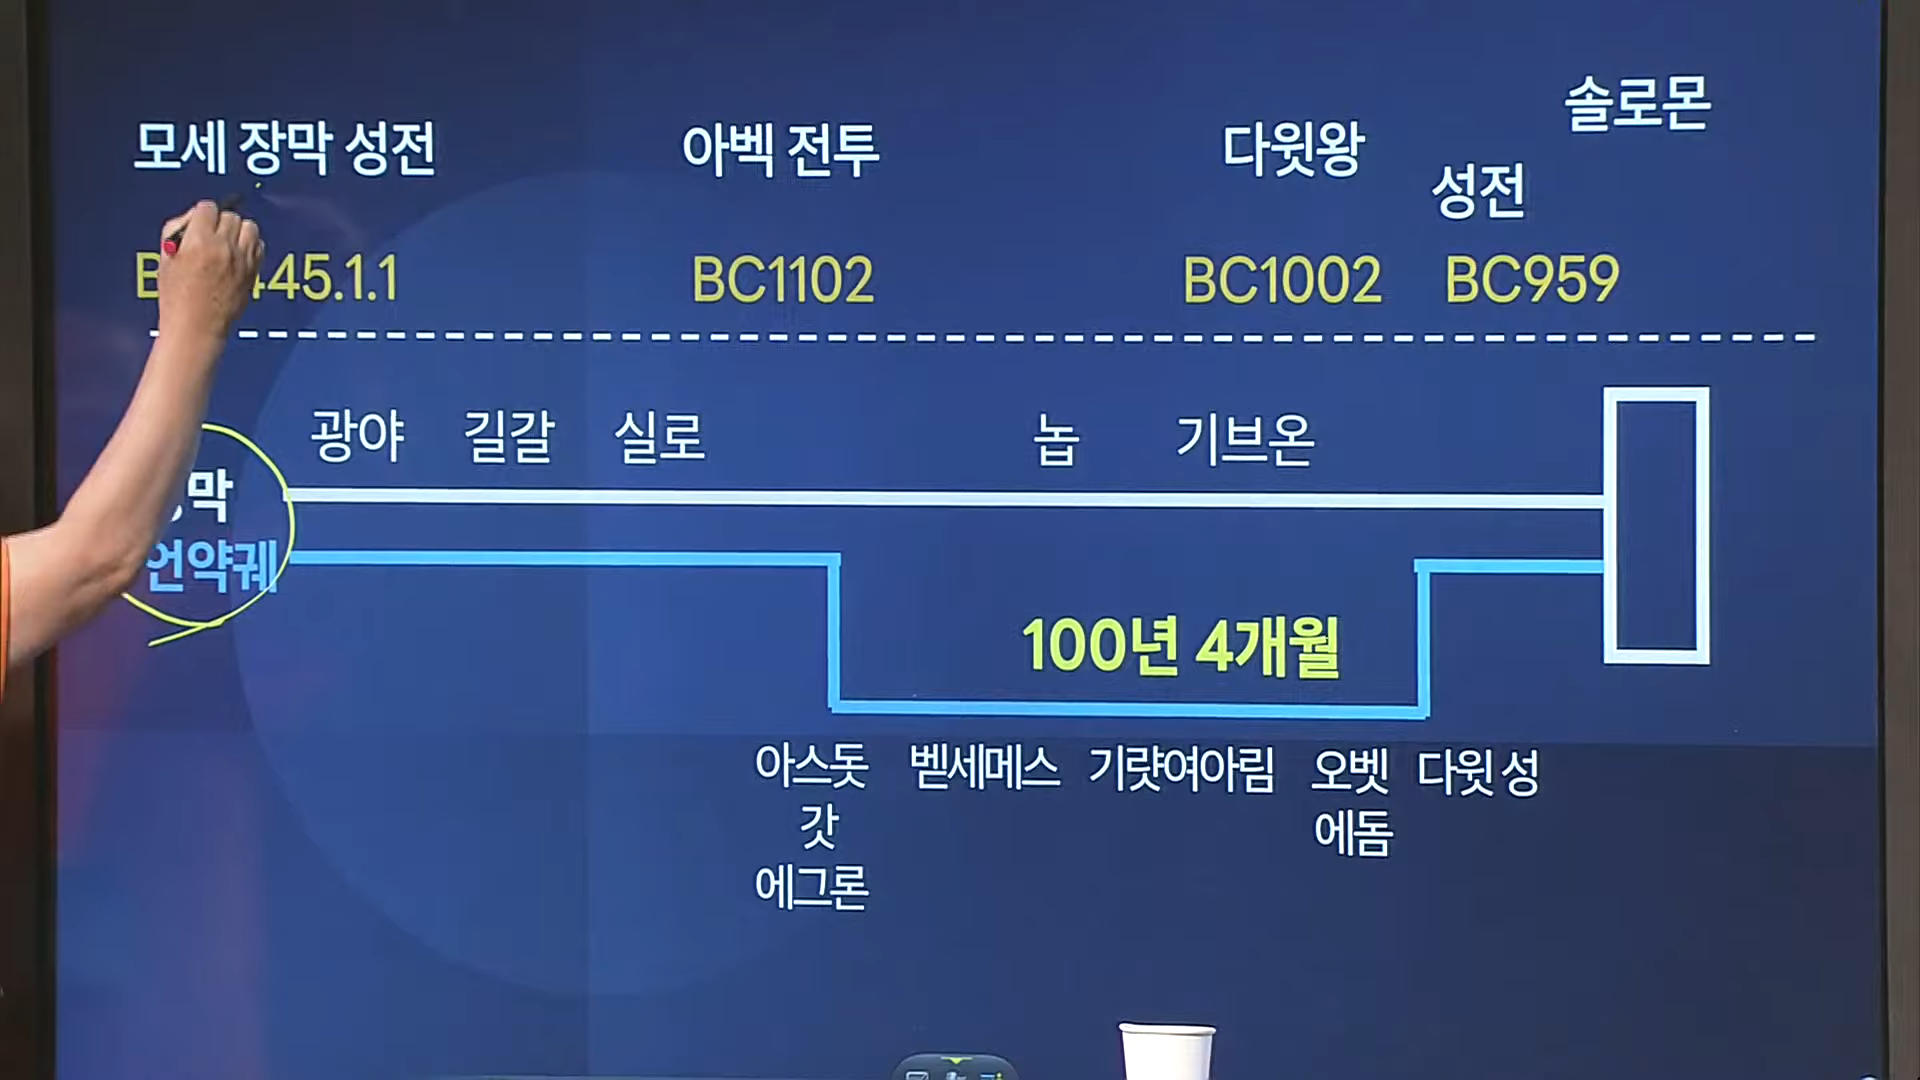 솔로몬
모세 장막 성전 아벡 전투 다윗왕 성전
445.1.1 BC1102 BC1002 BC959
광야 길갈 실로 놉 기브온
언약궤
100년 4개월
아스돗 벧세메스 기럇여아림 오벳 다윗 성
갓 에돔
에그론